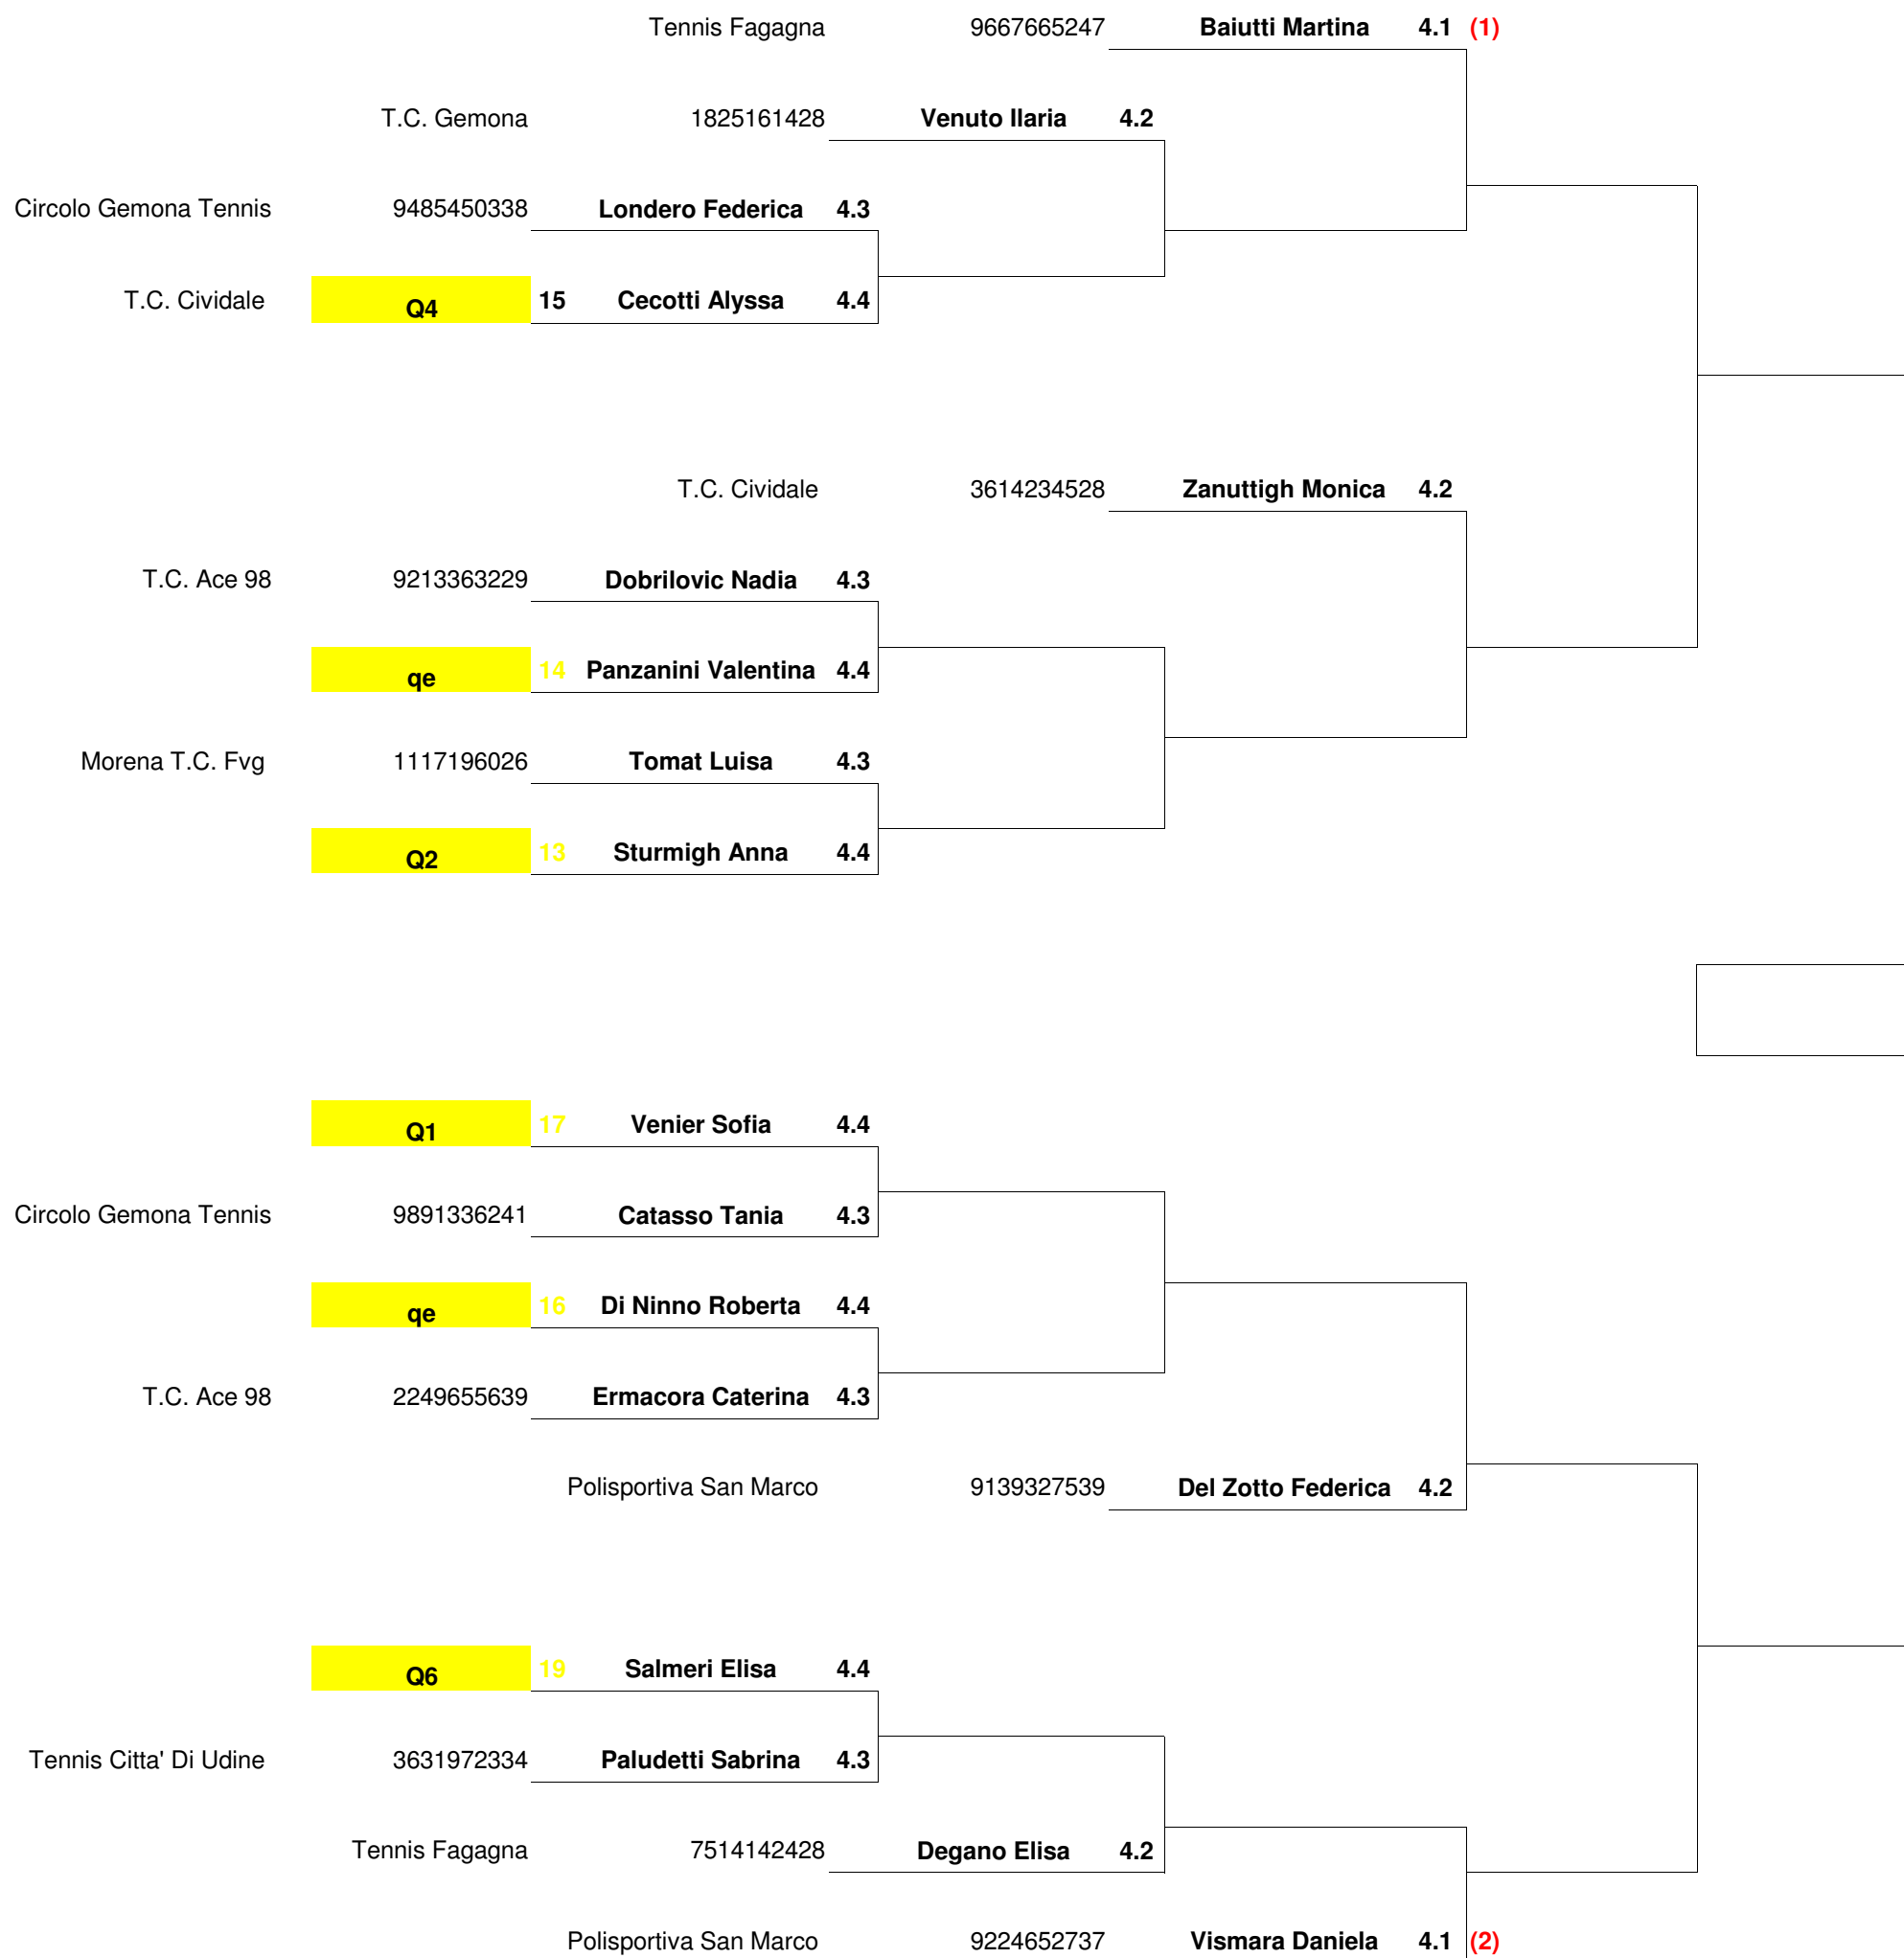 Tennis Fagagna 9667665247 Baiutti Martina 4.1 (1)
T.C. Gemona 1825161428 Venuto Ilaria 4.2
Circolo Gemona Tennis 9485450338 Londero Federica 4.3
T.C. Cividale Q4 15 Cecotti Alyssa 4.4
T.C. Cividale 3614234528 Zanuttigh Monica 4.2
T.C. Ace 98 9213363229 Dobrilovic Nadia 4.3
qe 14 Panzanini Valentina 4.4
Morena T.C. Fvg 1117196026 Tomat Luisa 4.3
Q2 13 Sturmigh Anna 4.4
Q1 17 Venier Sofia 4.4
Circolo Gemona Tennis 9891336241 Catasso Tania 4.3
qe 16 Di Ninno Roberta 4.4
T.C. Ace 98 2249655639 Ermacora Caterina 4.3
Polisportiva San Marco 9139327539 Del Zotto Federica 4.2
Q6 19 Salmeri Elisa 4.4
Tennis Citta' Di Udine 3631972334 Paludetti Sabrina 4.3
Tennis Fagagna 7514142428 Degano Elisa 4.2
Polisportiva San Marco 9224652737 Vismara Daniela 4.1 (2)